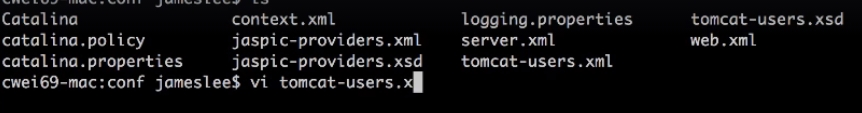 cwei69-mac:conf jameslee$ ls
Catalina context.xml logging.properties tomcat-users.xsd
catalina.policy jaspic-providers.xml server.xml web.xml
catalina.properties jaspic-providers.xsd tomcat-users.xml
cwei69-mac:conf jameslee$ vi tomcat-users.x